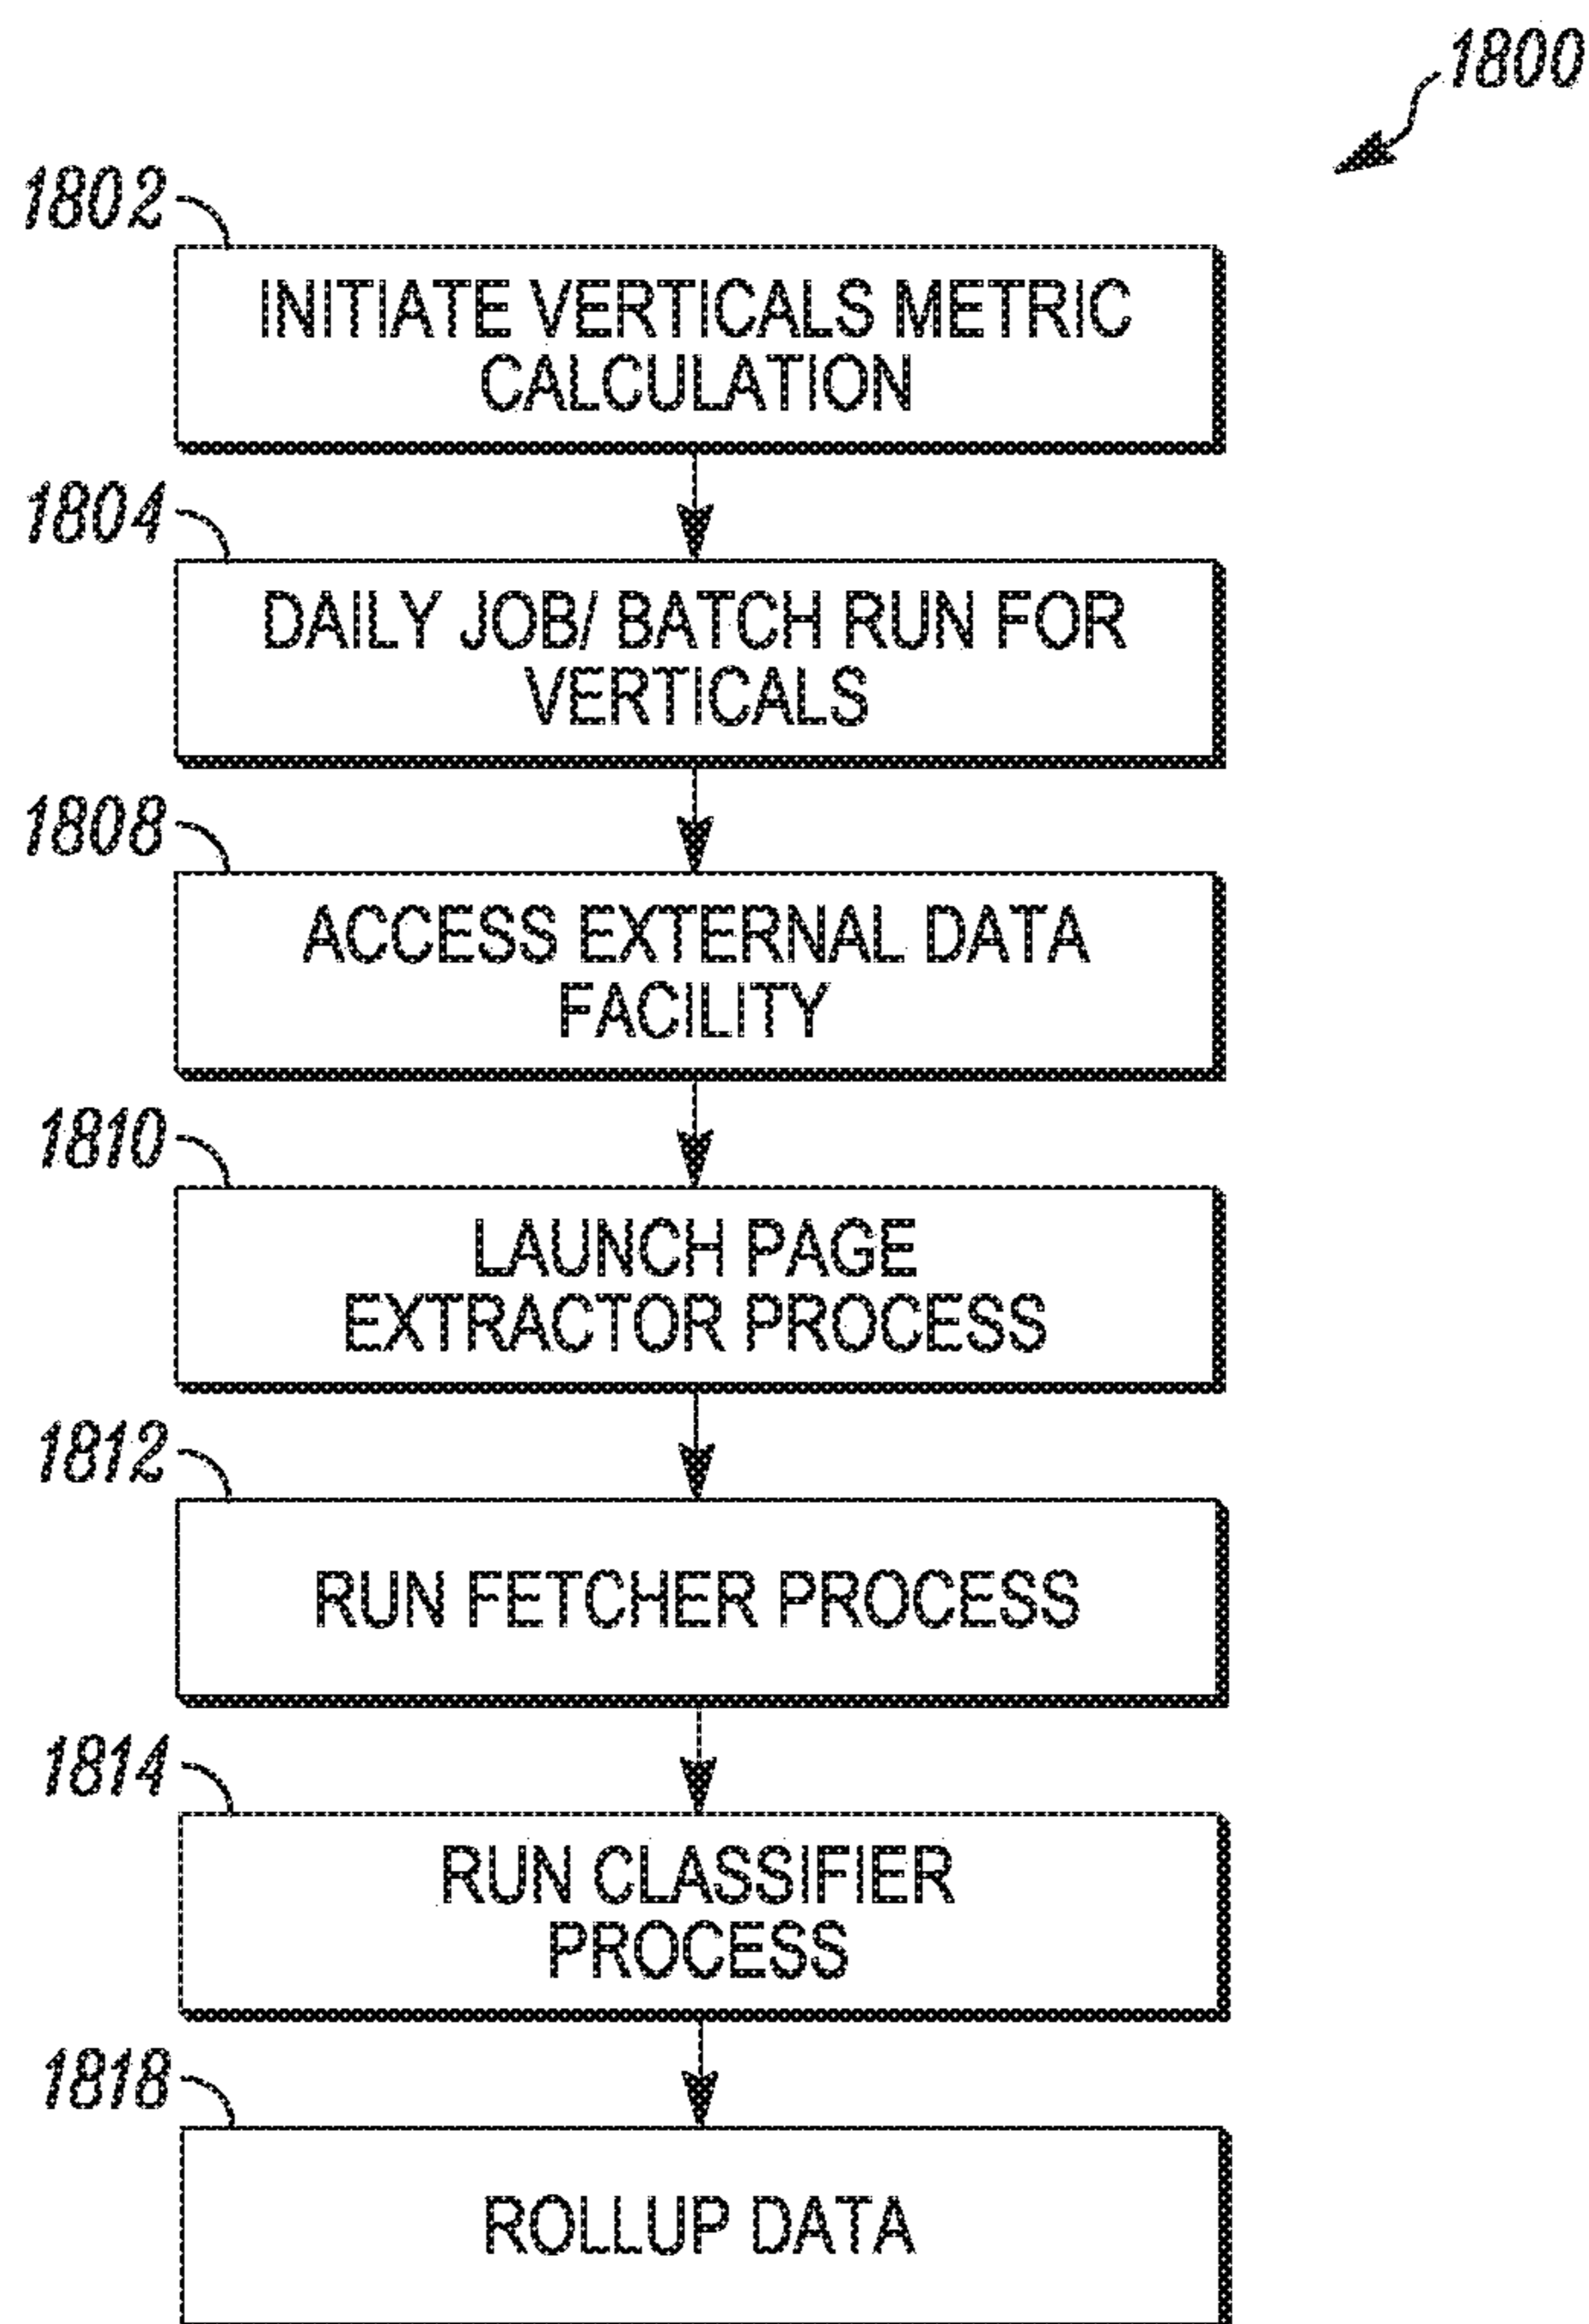 1800
1802
INITIATE VERTICALS METRIC
CALCULATION
1804
DAILY JOB/ BATCH RUN FOR
VERTICALS
1808
ACCESS EXTERNAL DATA
FACILITY
1810
LAUNCH PAGE
EXTRACTOR PROCESS
1812
RUN FETCHER PROCESS
1814
RUN CLASSIFIER
PROCESS
1818
ROLLUP DATA